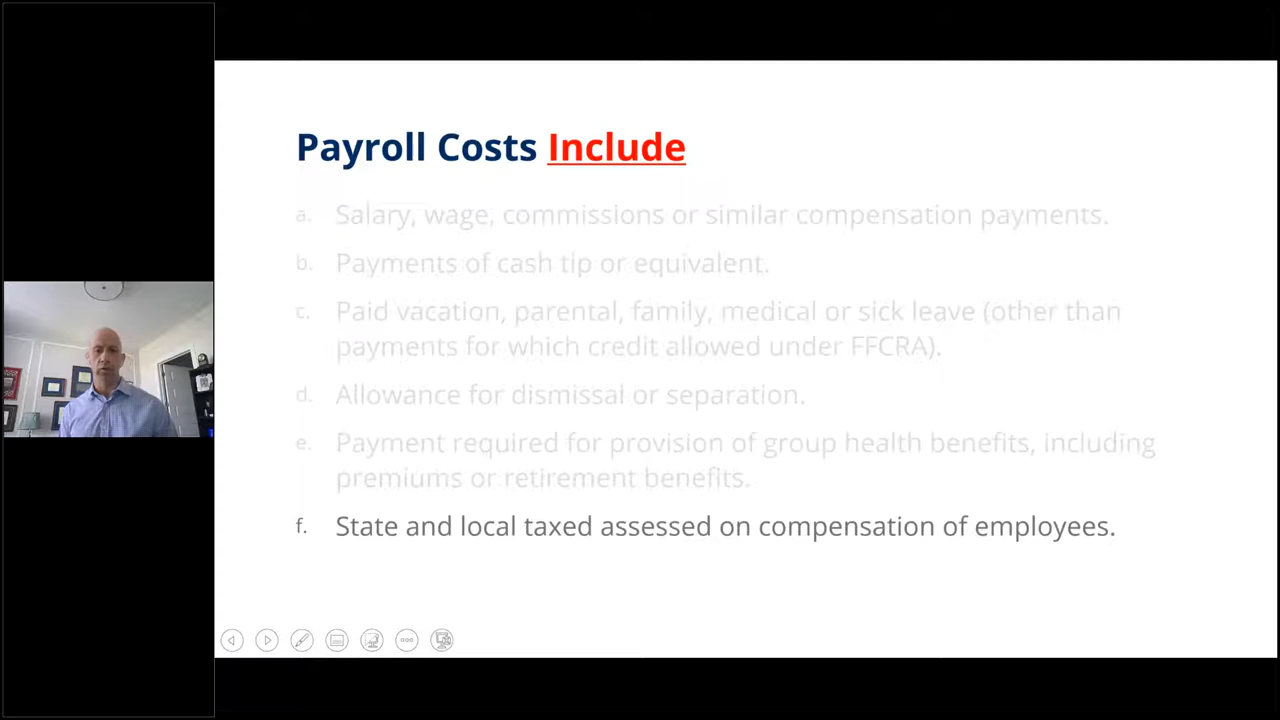 Payroll Costs Include
a. Salary, wage, commissions or similar compensation payments.
b. Payments of cash tip or equivalent.
c. Paid vacation, parental, family, medical or sick leave (other than
payments for which credit allowed under FFCRA).
d. Allowance for dismissal or separation.
e. Payment required for provision of group health benefits, including
premiums or retirement benefits.
f. State and local taxed assessed on compensation of employees.